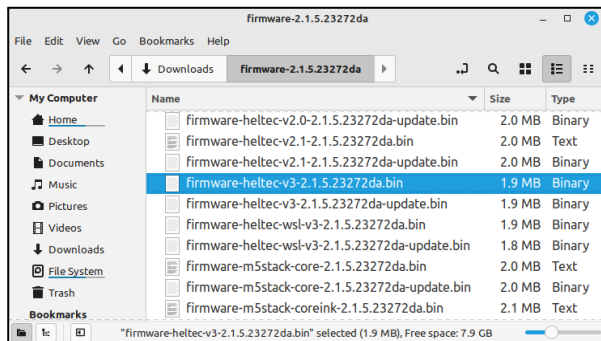 firmware-2.1.5.23272da
File Edit View Go Bookmarks Help
Downloads firmware-2.1.5.23272da
My Computer
Home
Desktop
Documents
Music
Pictures
Videos
Downloads
File System
Trash
Bookmarks
Name Size Type
firmware-heltec-v2.0-2.1.5.23272da-update.bin 2.0 MB Binary
firmware-heltec-v2.1-2.1.5.23272da.bin 2.0 MB Text
firmware-heltec-v2.1-2.1.5.23272da-update.bin 2.0 MB Binary
firmware-heltec-v3-2.1.5.23272da.bin 1.9 MB Binary
firmware-heltec-v3-2.1.5.23272da-update.bin 1.9 MB Binary
firmware-heltec-wsl-v3-2.1.5.23272da.bin 1.9 MB Binary
firmware-heltec-wsl-v3-2.1.5.23272da-update.bin 1.8 MB Binary
firmware-m5stack-core-2.1.5.23272da.bin 2.0 MB Text
firmware-m5stack-core-2.1.5.23272da-update.bin 2.0 MB Binary
firmware-m5stack-coreink-2.1.5.23272da.bin 2.1 MB Text
"firmware-heltec-v3-2.1.5.23272da.bin" selected (1.9 MB), Free space: 7.9 GB